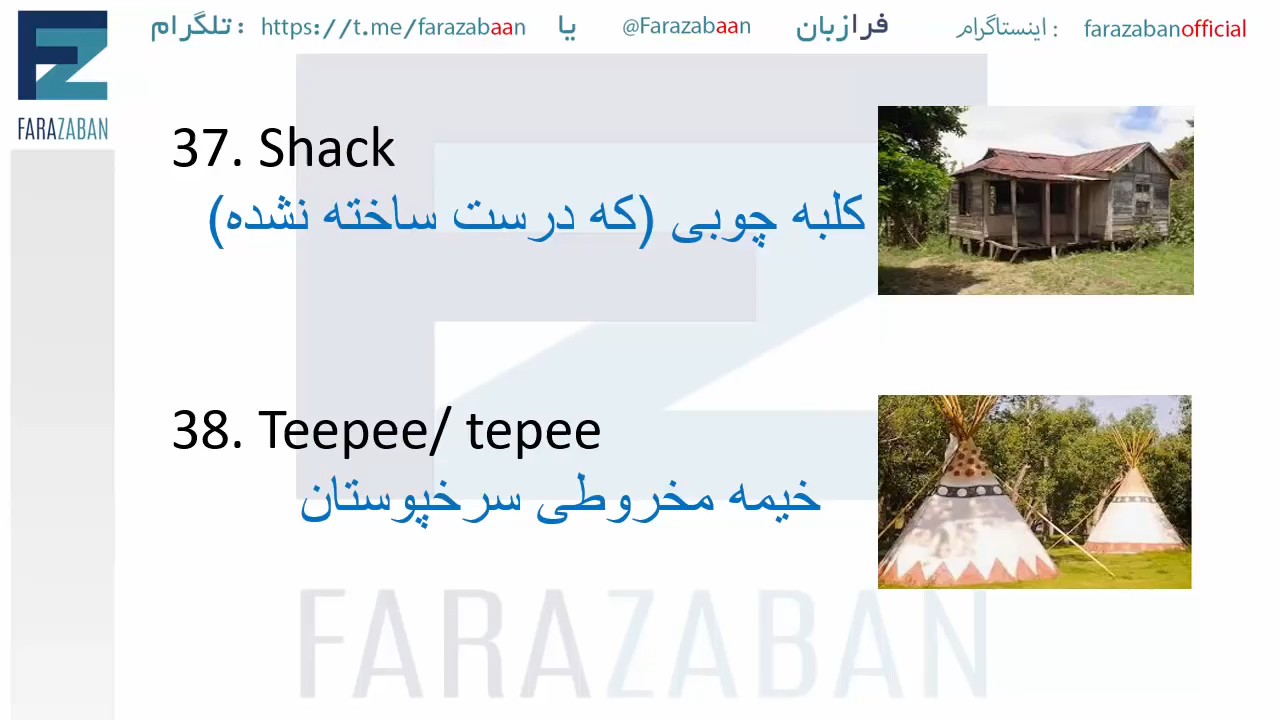 تلگرام : https://t.me/farazabaan یا @Farazabaan فرازبان اینستاگرام : farazabanofficial
FARAZABAN
37. Shack
کلبه چوبی (که درست ساخته نشده)
38. Teepee/ tepee
خیمه مخروطی سرخپوستان
FARAZABAN